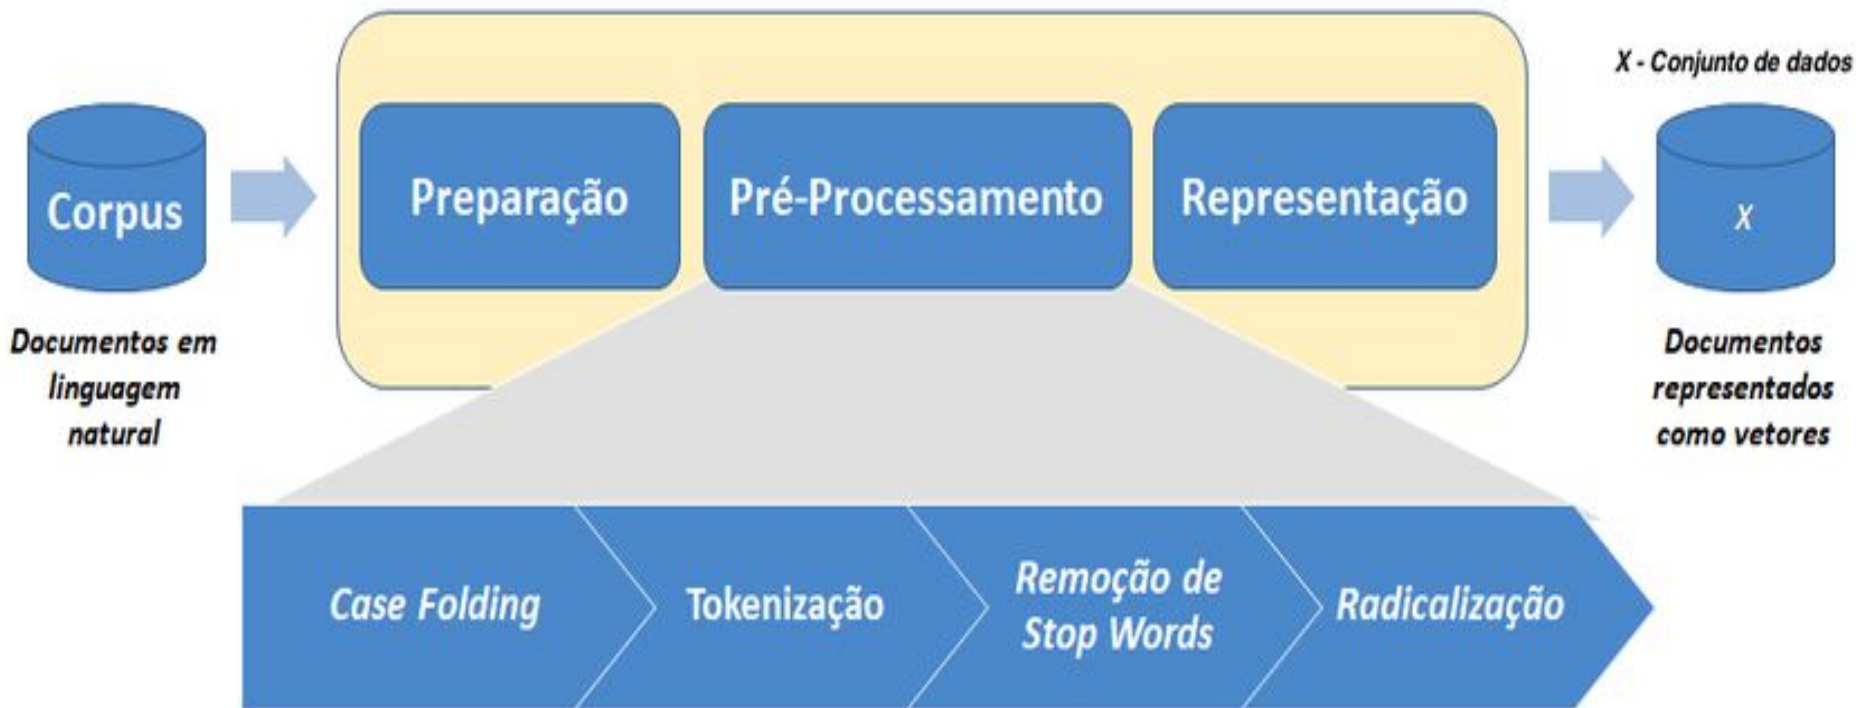 Corpus
Documentos em
linguagem
natural
Preparação
Pré-Processamento
Representação
X - Conjunto de dados
X
Documentos
representados
como vetores
Case Folding
Tokenização
Remoção de
Stop Words
Radicalização